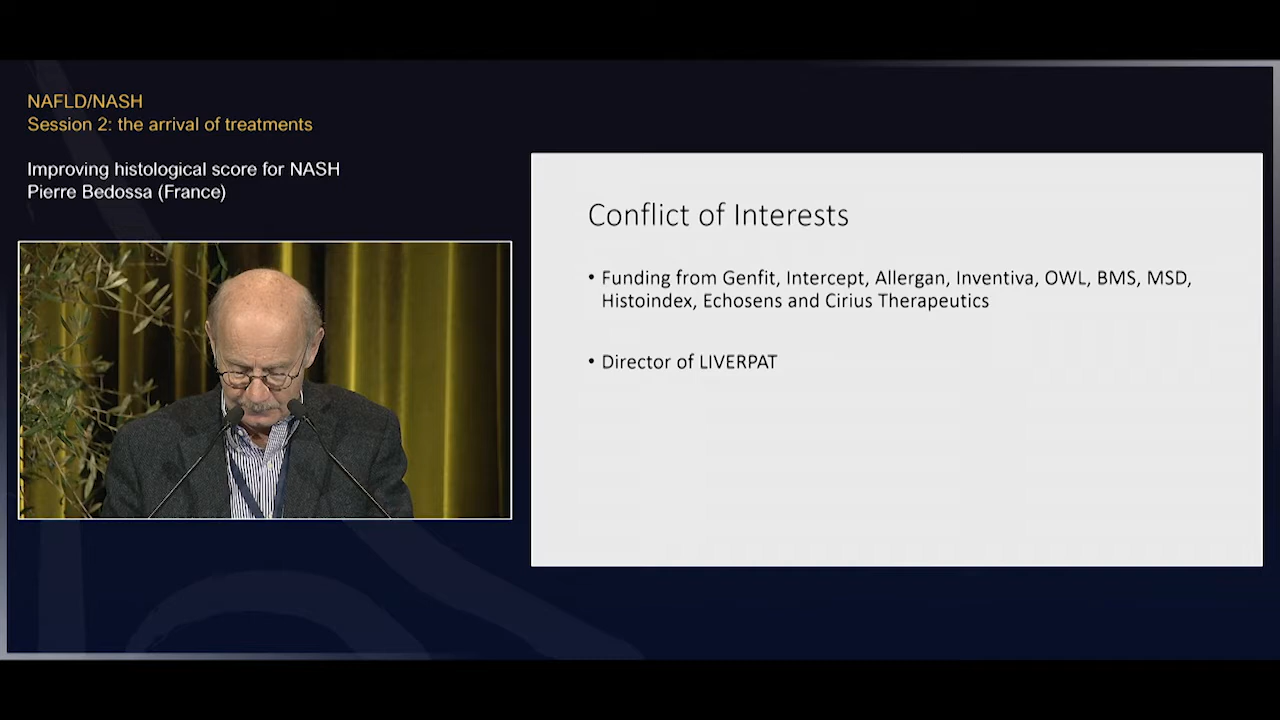 NAFLD/NASH
Session 2: the arrival of treatments
Improving histological score for NASH
Pierre Bedossa (France)
Conflict of Interests
• Funding from Genfit, Intercept, Allergan, Inventiva, OWL, BMS, MSD,
Histoindex, Echosens and Cirius Therapeutics
• Director of LIVERPAT